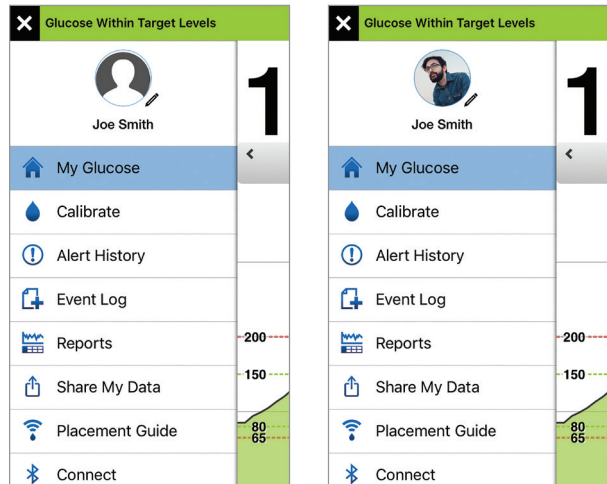 Glucose Within Target Levels
Joe Smith
1
My Glucose
Calibrate
Alert History
Event Log
Reports
200
Share My Data
150
Placement Guide
80
65
Connect
Glucose Within Target Levels
Joe Smith
1
My Glucose
Calibrate
Alert History
Event Log
Reports
200
Share My Data
150
Placement Guide
80
65
Connect